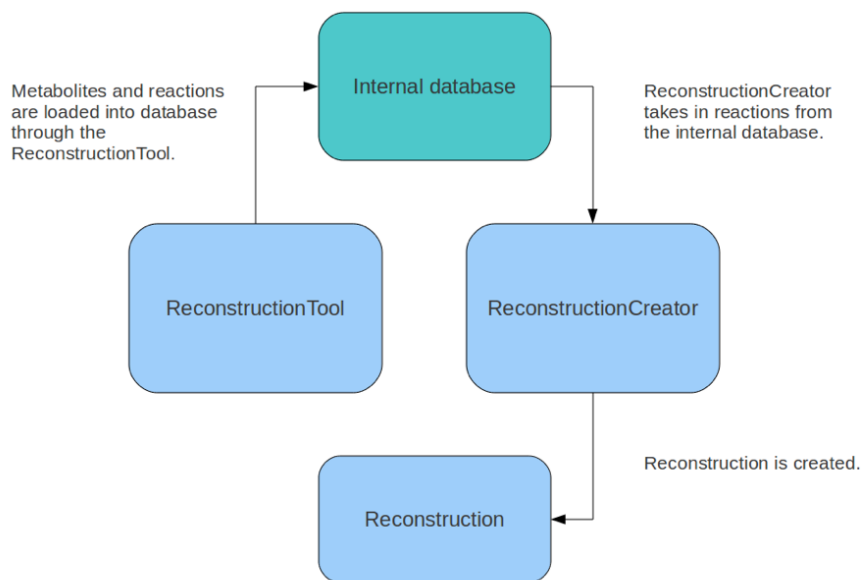 Internal database
Metabolites and reactions
are loaded into database
through the
ReconstructionTool.
ReconstructionCreator
takes in reactions from
the internal database.
ReconstructionTool
ReconstructionCreator
Reconstruction is created.
Reconstruction